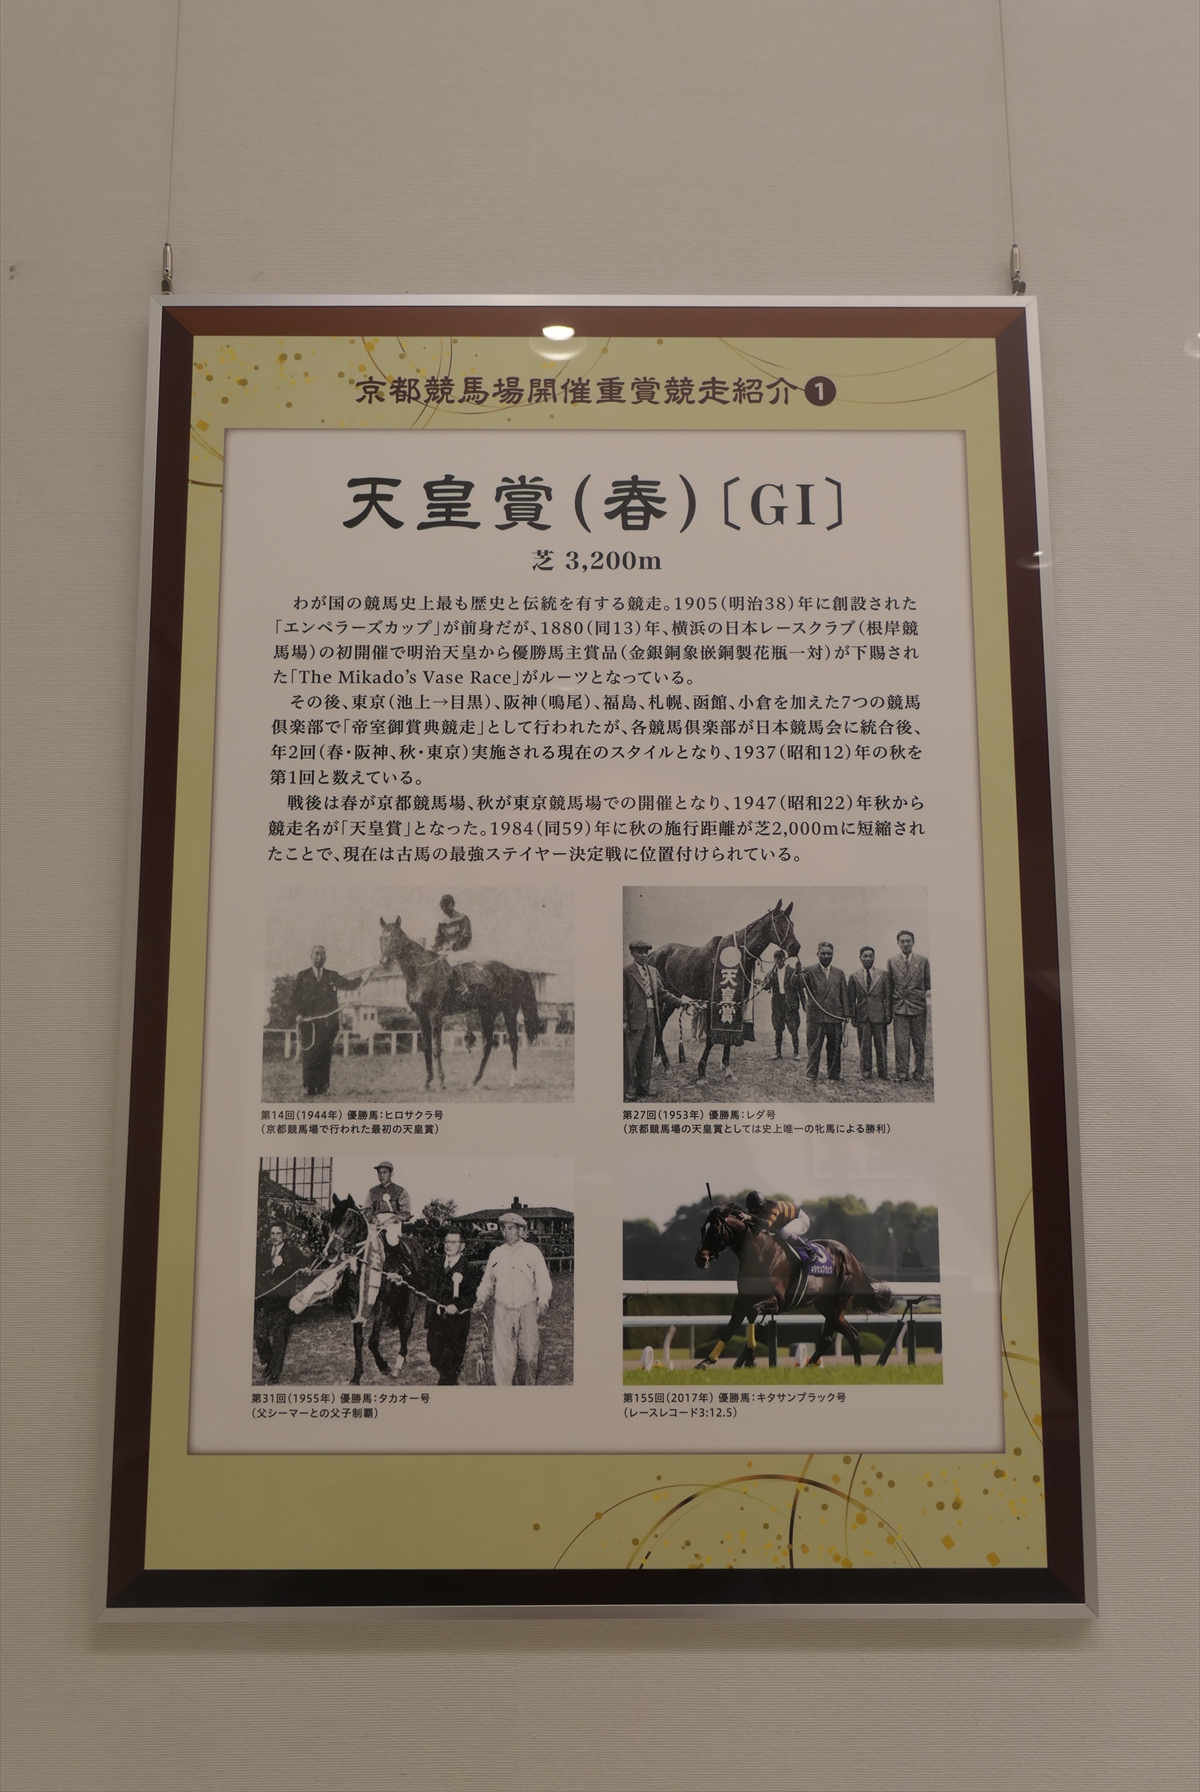 京都競馬場開催重賞競走紹介❶
天皇賞(春)〔GI〕
芝 3,200m
わが国の競馬史上最も歴史と伝統を有する競走。1905(明治38)年に創設された
「エンペラーズカップ」が前身だが、1880(同13)年、横浜の日本レースクラブ(根岸競
馬場)の初開催で明治天皇から優勝馬主賞品(金銀銅象嵌銅製花瓶一対)が下賜され
た「The Mikado's Vase Race」がルーツとなっている。
その後、東京(池上→目黒)、阪神(鳴尾)、福島、札幌、函館、小倉を加えた7つの競馬
倶楽部で「帝室御賞典競走」として行われたが、各競馬倶楽部が日本競馬会に統合後、
年2回(春・阪神、秋・東京)実施される現在のスタイルとなり、1937(昭和12)年の秋を
第1回と数えている。
戦後は春が京都競馬場、秋が東京競馬場での開催となり、1947(昭和22)年秋から
競走名が「天皇賞」となった。1984(同59)年に秋の施行距離が芝2,000mに短縮され
たことで、現在は古馬の最強ステイヤー決定戦に位置付けられている。
天皇賞
第14回(1944年) 優勝馬:ヒロサクラ号
(京都競馬場で行われた最初の天皇賞)
第27回(1953年) 優勝馬:レダ号
(京都競馬場の天皇賞としては史上唯一の牝馬による勝利)
第31回(1955年) 優勝馬:タカオー号
(父シーマーとの父子制覇)
第155回(2017年) 優勝馬:キタサンブラック号
(レースレコード3:12.5)